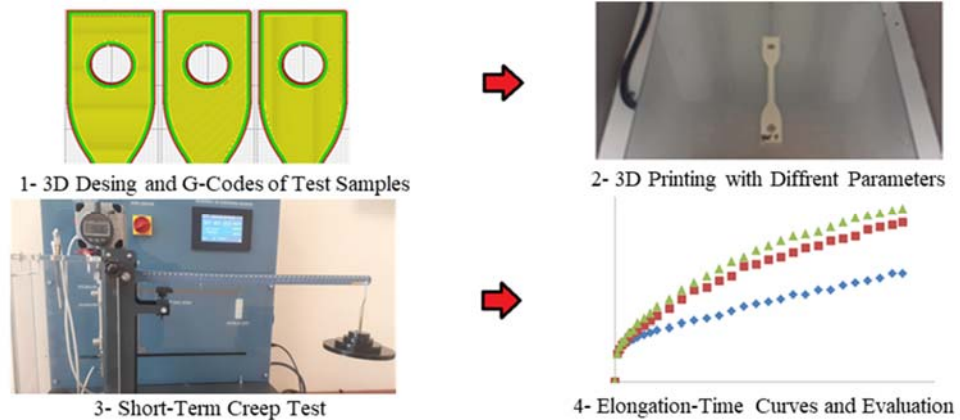 1- 3D Desing and G-Codes of Test Samples
2- 3D Printing with Diffrent Parameters
3- Short-Term Creep Test
4- Elongation-Time Curves and Evaluation